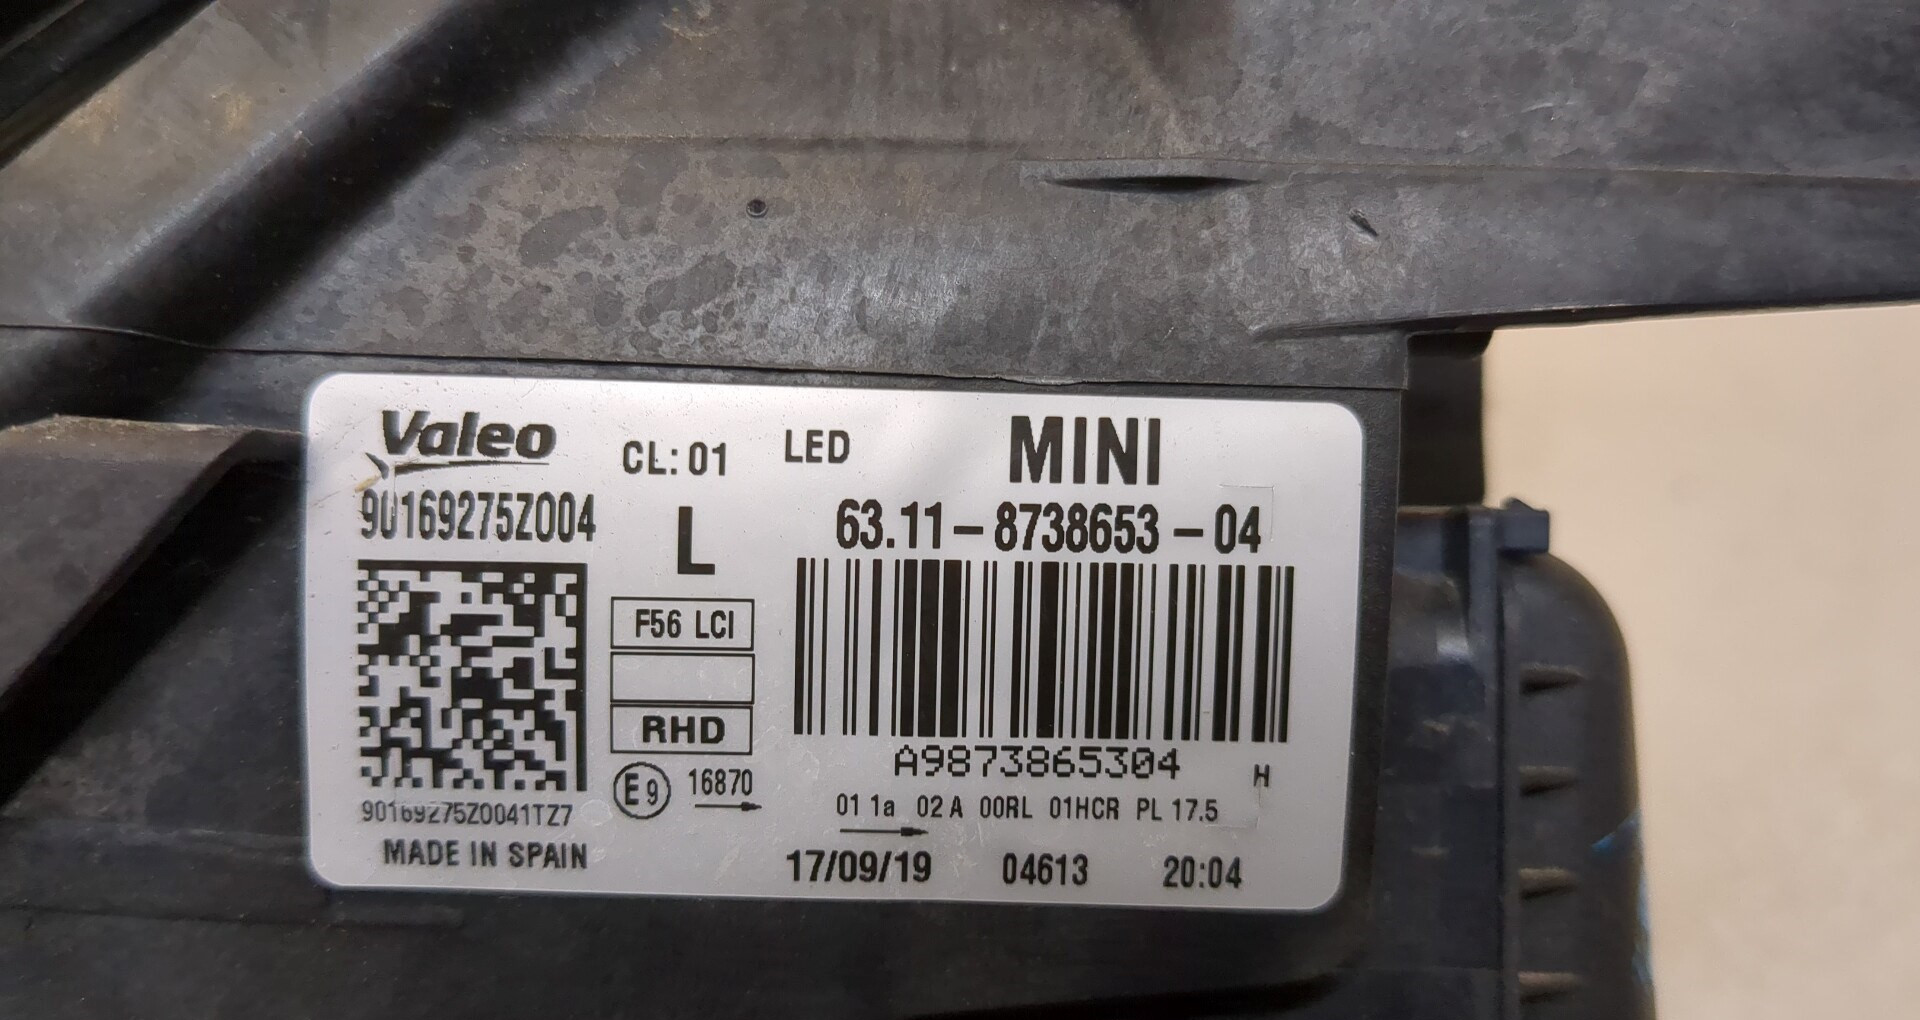 Valeo
90169275Z004
CL: 01
LED
MINI
L
63.11-8738653-04
F56 LCI
RHD
A9873865304
H
E9 16870
01 1a 02 A 00RL 01HCR PL 17.5
90169275Z0041TZ7
MADE IN SPAIN
17/09/19 04613 20:04